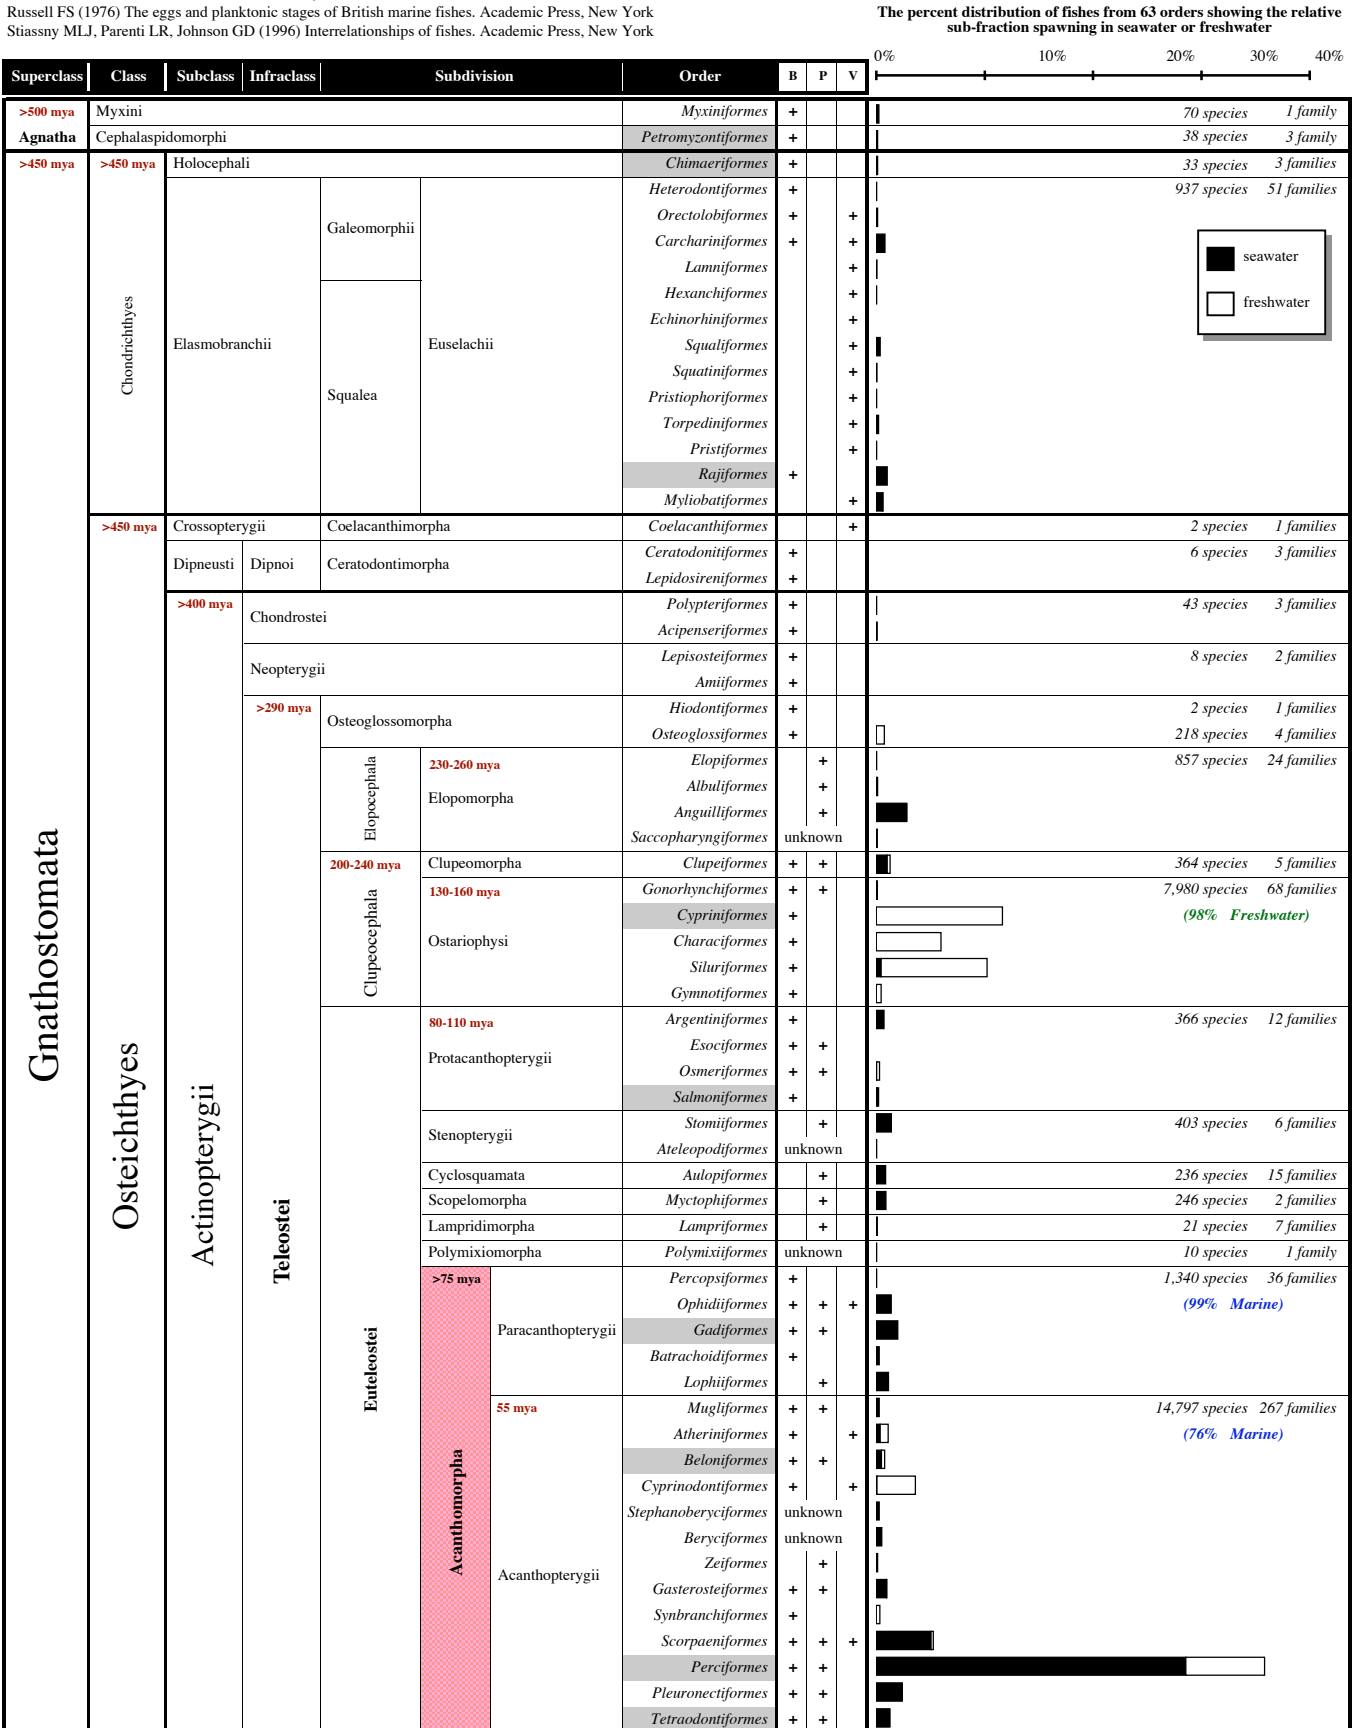 Russell FS (1976) The eggs and planktonic stages of British marine fishes. Academic Press, New York
Stiassny MLJ, Parenti LR, Johnson GD (1996) Interrelationships of fishes. Academic Press, New York
The percent distribution of fishes from 63 orders showing the relative
sub-fraction spawning in seawater or freshwater
0% 10% 20% 30% 40%
Superclass Class Subclass Infraclass Subdivision Order B P V
>500 mya Myxini Myxiniformes + 70 species 1 family
Agnatha Cephalaspidomorphi Petromyzontiformes + 38 species 3 family
>450 mya >450 mya Holocephali Chimaeriformes + 33 species 3 families
Heterodontiformes + 937 species 51 families
Orectolobiformes + +
Galeomorphii
Carchariniformes + +
seawater
Lamniformes +
Hexanchiformes +
freshwater
Echinorhiniformes +
Chondrichthyes Elasmobranchii Euselachii Squaliformes +
Squatiniformes +
Squalea Pristiophoriformes +
Torpediniformes +
Pristiformes +
Rajiformes +
Myliobatiformes +
>450 mya Crossopterygii Coelacanthimorpha Coelacanthiformes + 2 species 1 families
Ceratodonitiformes + 6 species 3 families
Dipneusti Dipnoi Ceratodontimorpha
Lepidosireniformes +
>400 mya Polypteriformes + 43 species 3 families
Chondrostei
Acipenseriformes +
Lepisosteiformes + 8 species 2 families
Neopterygii
Amiiformes +
>290 mya Hiodontiformes + 2 species 1 families
Osteoglossomorpha
Osteoglossiformes + 218 species 4 families
Elopocephala 230-260 mya Elopiformes + 857 species 24 families
Albuliformes +
Elopomorpha
Anguilliformes +
Saccopharyngiformes unknown
200-240 mya Clupeomorpha Clupeiformes + + 364 species 5 families
130-160 mya Gonorhynchiformes + + 7,980 species 68 families
Cypriniformes + (98% Freshwater)
Clupeocephala Ostariophysi Characiformes +
Siluriformes +
Gymnotiformes +
Gnathostomata
Osteichthyes
Actinopterygii
Teleostei
Euteleostei
80-110 mya Argentiniformes + 366 species 12 families
Esociformes + +
Protacanthopterygii
Osmeriformes + +
Salmoniformes +
Stomiiformes + 403 species 6 families
Stenopterygii
Ateleopodiformes unknown
Cyclosquamata Aulopiformes + 236 species 15 families
Scopelomorpha Myctophiformes + 246 species 2 families
Lampridimorpha Lampriformes + 21 species 7 families
Polymixiomorpha Polymixiiformes unknown 10 species 1 family
>75 mya Percopsiformes + 1,340 species 36 families
Ophidiiformes + + + (99% Marine)
Paracanthopterygii Gadiformes + +
Batrachoidiformes +
Lophiiformes +
Acanthomorpha
55 mya Mugliformes + + 14,797 species 267 families
Atheriniformes + + (76% Marine)
Beloniformes + +
Cyprinodontiformes + +
Stephanoberyciformes unknown
Beryciformes unknown
Zeiformes +
Acanthopterygii
Gasterosteiformes + +
Synbranchiformes +
Scorpaeniformes + + +
Perciformes + +
Pleuronectiformes + +
Tetraodontiformes + +